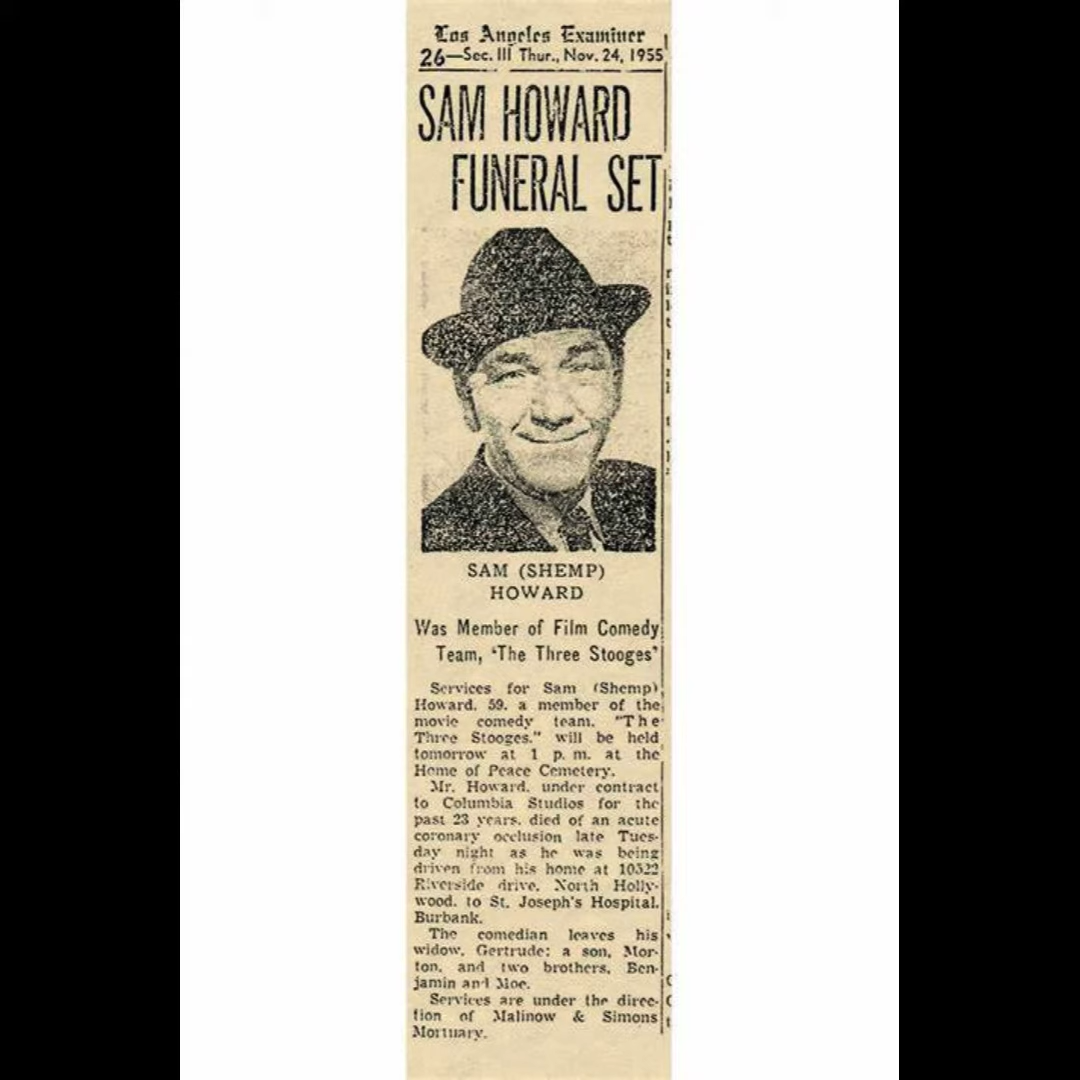 Los Angeles Examiner
26—Sec. III Thur., Nov. 24, 1955
SAM HOWARD
FUNERAL SET
SAM (SHEMP)
HOWARD
Was Member of Film Comedy
Team, ‘The Three Stooges’
Services for Sam (Shemp)
Howard, 59, a member of the
movie comedy team, "The
Three Stooges," will be held
tomorrow at 1 p. m. at the
Home of Peace Cemetery.
Mr. Howard, under contract
to Columbia Studios for the
past 23 years, died of an acute
coronary occlusion late Tues-
day night as he was being
driven from his home at 10522
Riverside drive, North Holly-
wood, to St. Joseph's Hospital,
Burbank.
The comedian leaves his
widow, Gertrude; a son, Mor-
ton, and two brothers, Ben-
jamin and Moe.
Services are under the direc-
tion of Malinow & Simons
Mortuary.